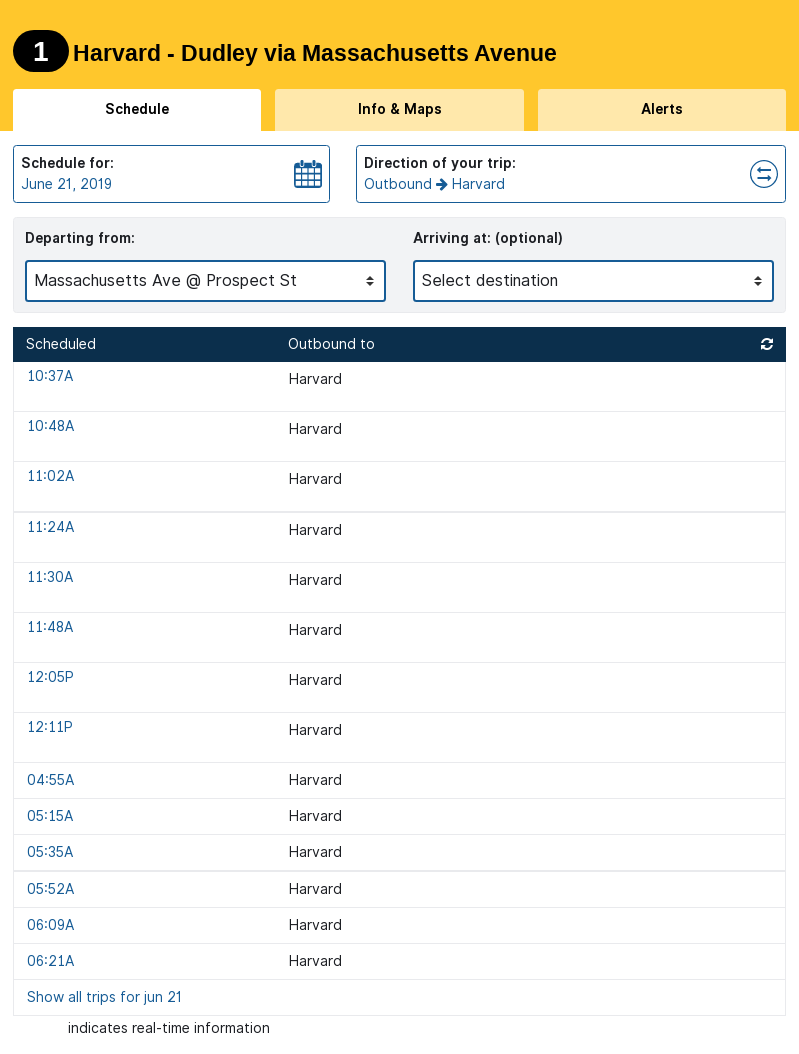 1 Harvard - Dudley via Massachusetts Avenue
Schedule Info & Maps Alerts
Schedule for:
June 21, 2019
Direction of your trip:
Outbound Harvard
Departing from:
Massachusetts Ave @ Prospect St
Arriving at: (optional)
Select destination
Scheduled Outbound to
10:37A Harvard
10:48A Harvard
11:02A Harvard
11:24A Harvard
11:30A Harvard
11:48A Harvard
12:05P Harvard
12:11P Harvard
04:55A Harvard
05:15A Harvard
05:35A Harvard
05:52A Harvard
06:09A Harvard
06:21A Harvard
Show all trips for jun 21
indicates real-time information